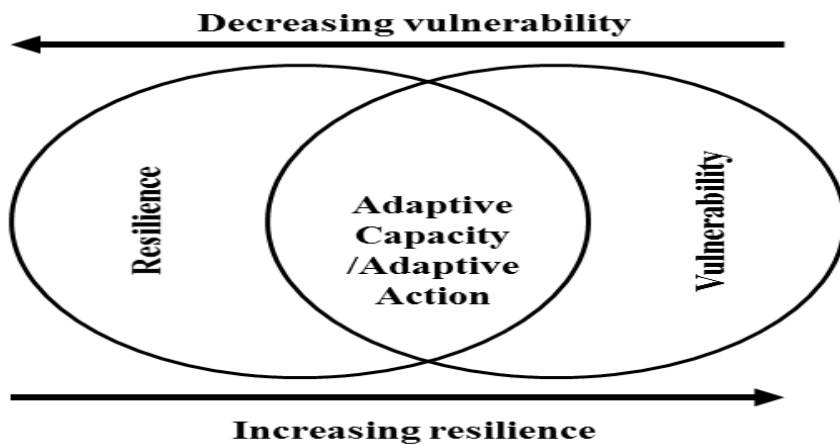 Decreasing vulnerability
Resilience
Adaptive
Capacity
/Adaptive
Action
Vulnerability
Increasing resilience